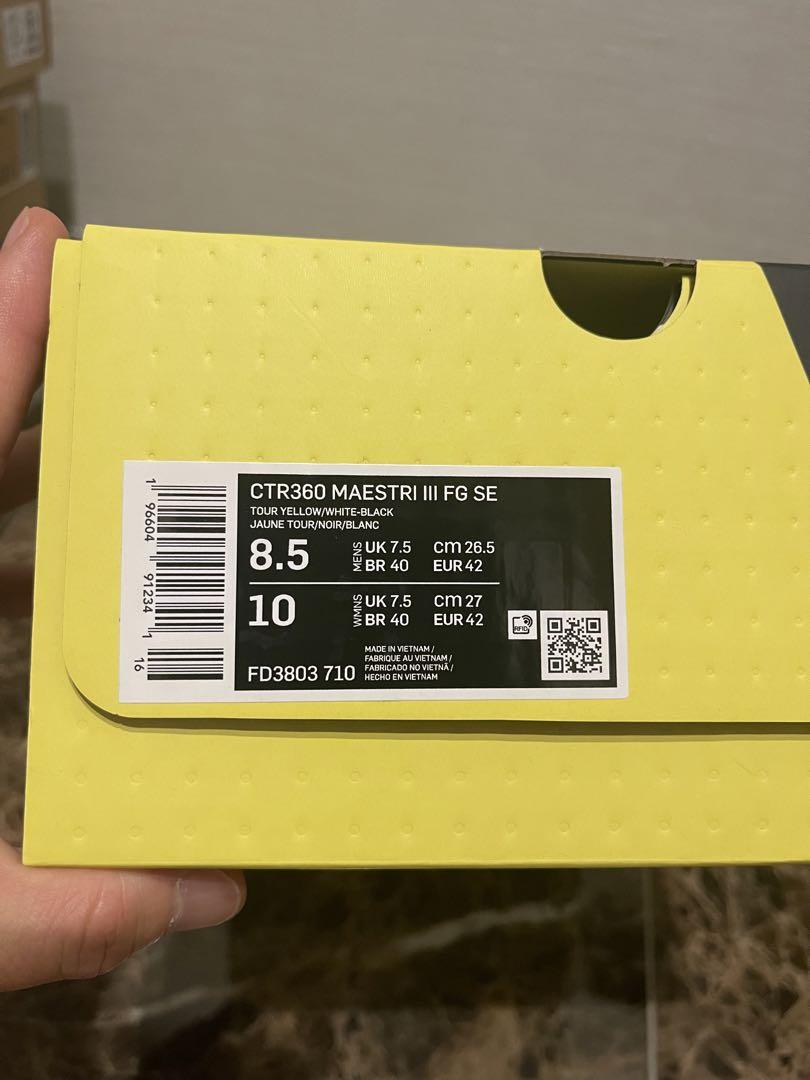 CTR360 MAESTRI III FG SE
TOUR YELLOW/WHITE-BLACK
JAUNE TOUR/NOIR/BLANC
8.5 MENS UK 7.5 cm 26.5
BR 40 EUR 42
10 WMNS UK 7.5 cm 27
BR 40 EUR 42
RFID
FD3803 710
MADE IN VIETNAM /
FABRIQUE AU VIETNAM /
FABRICADO NO VIETNÃ /
HECHO EN VIETNAM
1 96604 91234 1 16